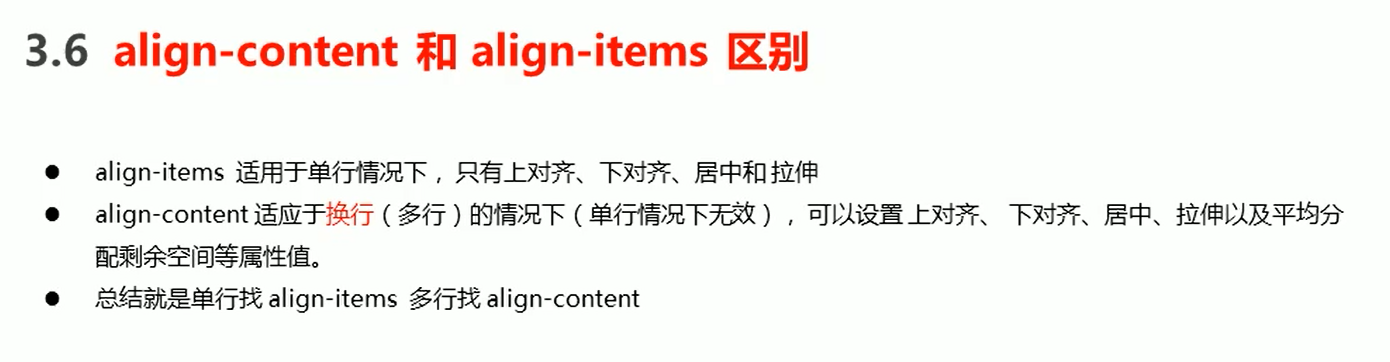 3.6 align-content 和 align-items 区别
● align-items 适用于单行情况下，只有上对齐、下对齐、居中和 拉伸
● align-content 适应于换行（多行）的情况下（单行情况下无效），可以设置 上对齐、 下对齐、居中、拉伸以及平均分
配剩余空间等属性值。
● 总结就是单行找 align-items 多行找 align-content